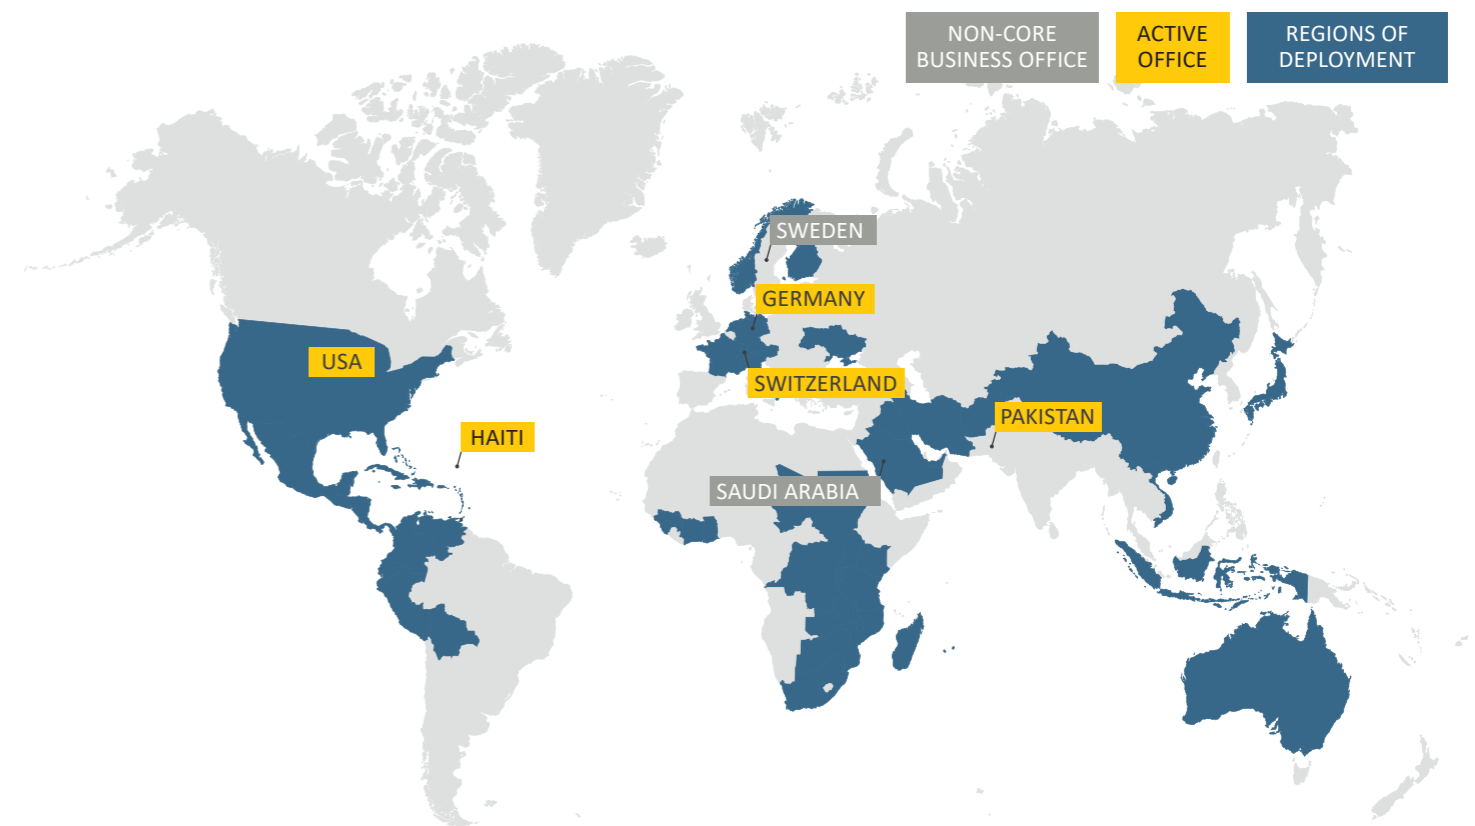 NON-CORE
BUSINESS OFFICE
ACTIVE
OFFICE
REGIONS OF
DEPLOYMENT
SWEDEN
GERMANY
USA
SWITZERLAND
PAKISTAN
HAITI
SAUDI ARABIA